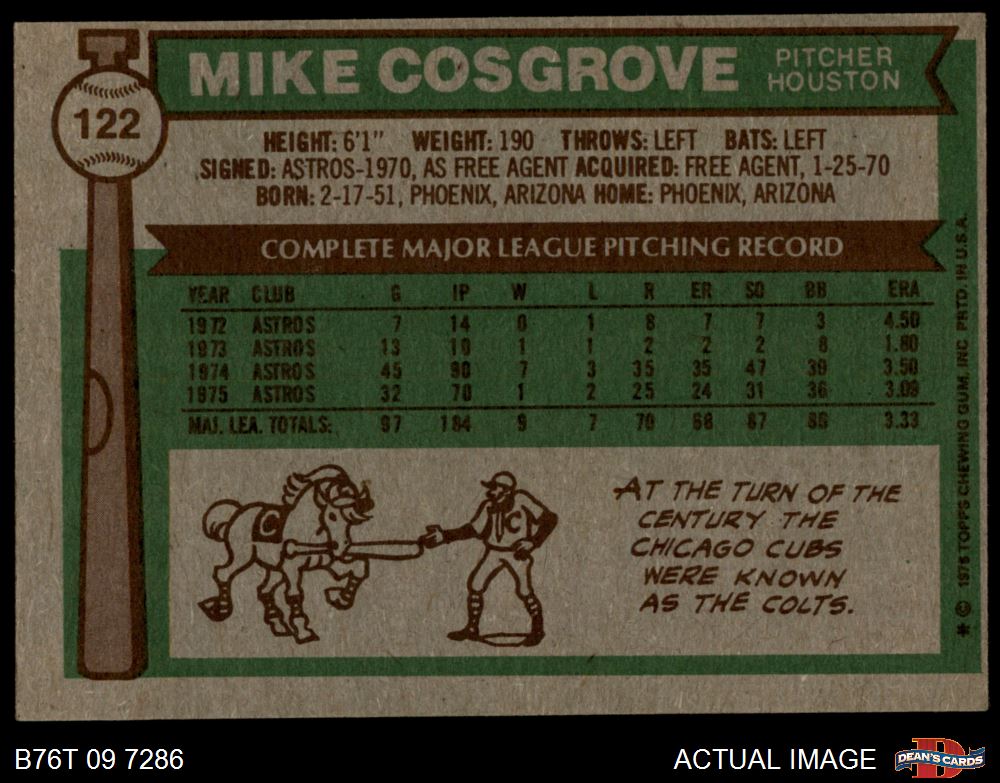 MIKE COSGROVE
PITCHER
HOUSTON
122
HEIGHT: 6'1" WEIGHT: 190 THROWS: LEFT BATS: LEFT
SIGNED: ASTROS-1970, AS FREE AGENT ACQUIRED: FREE AGENT, 1-25-70
BORN: 2-17-51, PHOENIX, ARIZONA HOME: PHOENIX, ARIZONA
COMPLETE MAJOR LEAGUE PITCHING RECORD
YEAR CLUB G IP W L R ER SO BB ERA
1972 ASTROS 7 14 0 1 8 7 7 3 4.50
1973 ASTROS 13 10 1 1 2 2 2 8 1.80
1974 ASTROS 45 90 7 3 35 35 47 39 3.50
1975 ASTROS 32 70 1 2 25 24 31 36 3.09
MAJ. LEA. TOTALS: 97 184 9 7 70 68 87 86 3.33
C
C
AT THE TURN OF THE
CENTURY THE
CHICAGO CUBS
WERE KNOWN
AS THE COLTS.
* © 1976 TOPPS CHEWING GUM, INC PRTD. IN U.S.A.
B76T 09 7286
ACTUAL IMAGE
D
DEAN'S CARDS